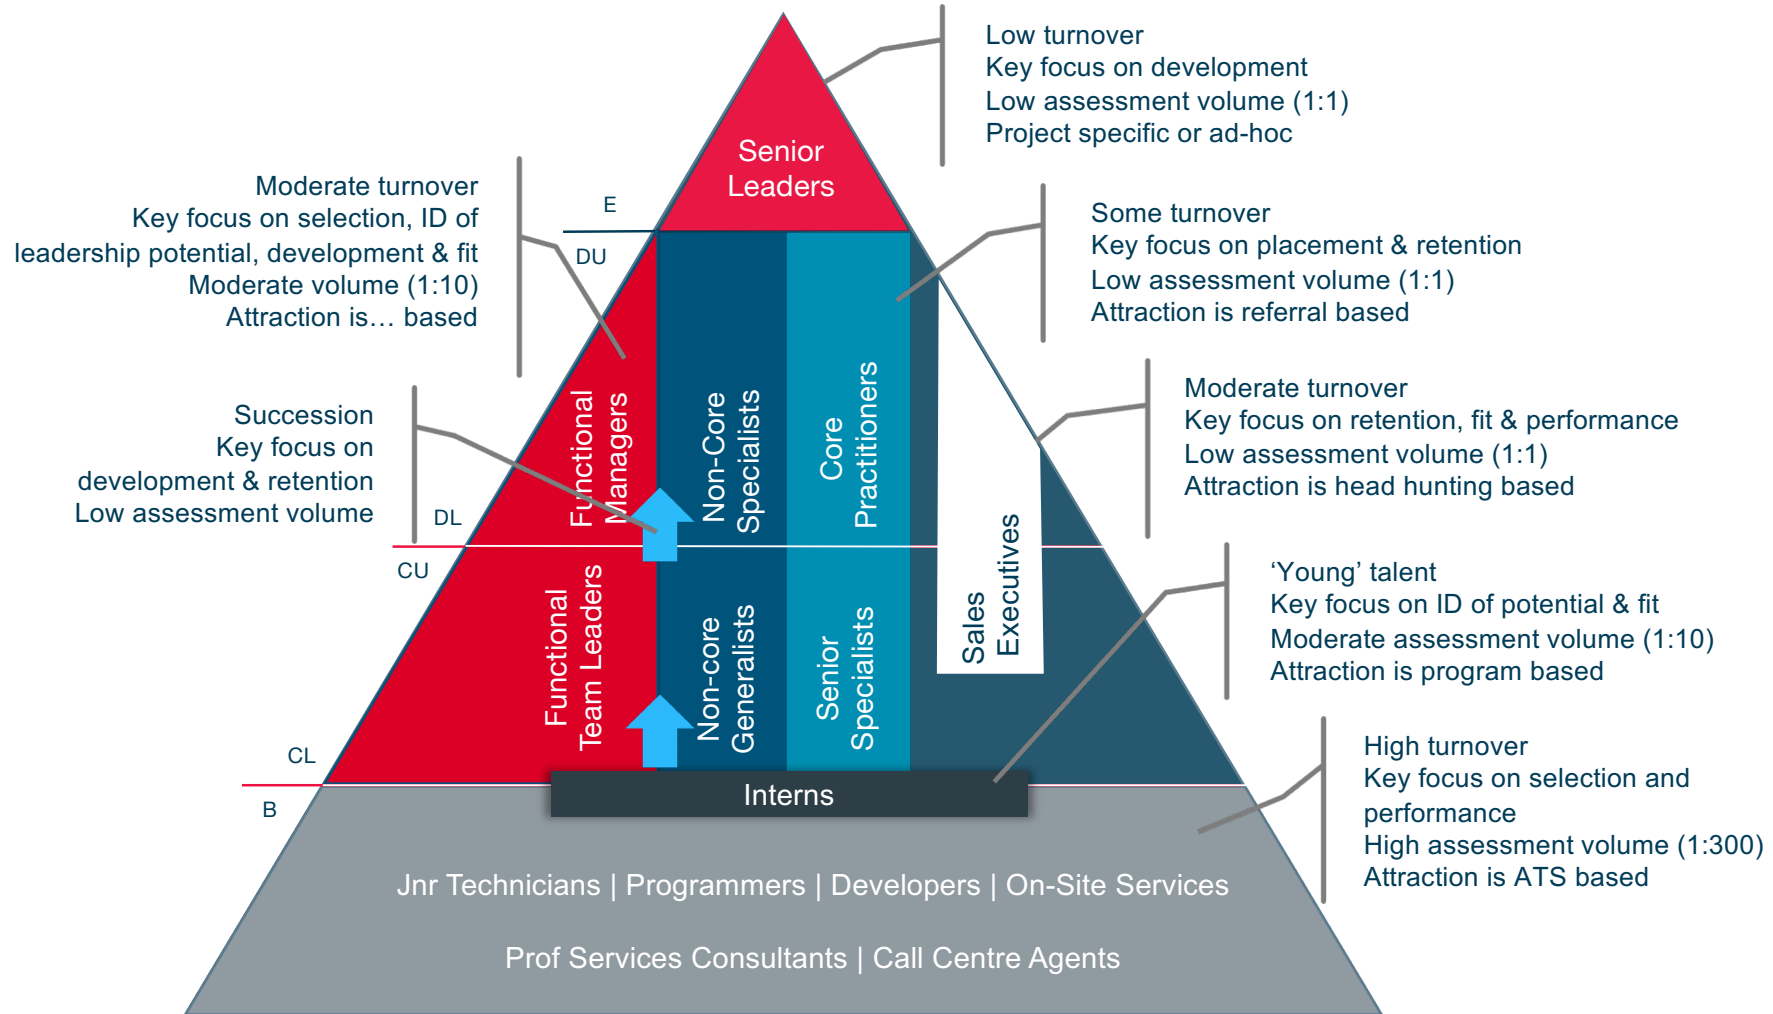 Low turnover
Key focus on development
Low assessment volume (1:1)
Project specific or ad-hoc
Senior
Leaders
Moderate turnover
Key focus on selection, ID of
leadership potential, development & fit
Moderate volume (1:10)
Attraction is… based
E
DU
Some turnover
Key focus on placement & retention
Low assessment volume (1:1)
Attraction is referral based
Succession
Key focus on
development & retention
Low assessment volume
DL
CU
Functional
Managers
Non-Core
Specialists
Core
Practitioners
Moderate turnover
Key focus on retention, fit & performance
Low assessment volume (1:1)
Attraction is head hunting based
Functional
Team Leaders
Non-core
Generalists
Senior
Specialists
Sales
Executives
‘Young’ talent
Key focus on ID of potential & fit
Moderate assessment volume (1:10)
Attraction is program based
CL
B
Interns
High turnover
Key focus on selection and
performance
High assessment volume (1:300)
Attraction is ATS based
Jnr Technicians | Programmers | Developers | On-Site Services
Prof Services Consultants | Call Centre Agents